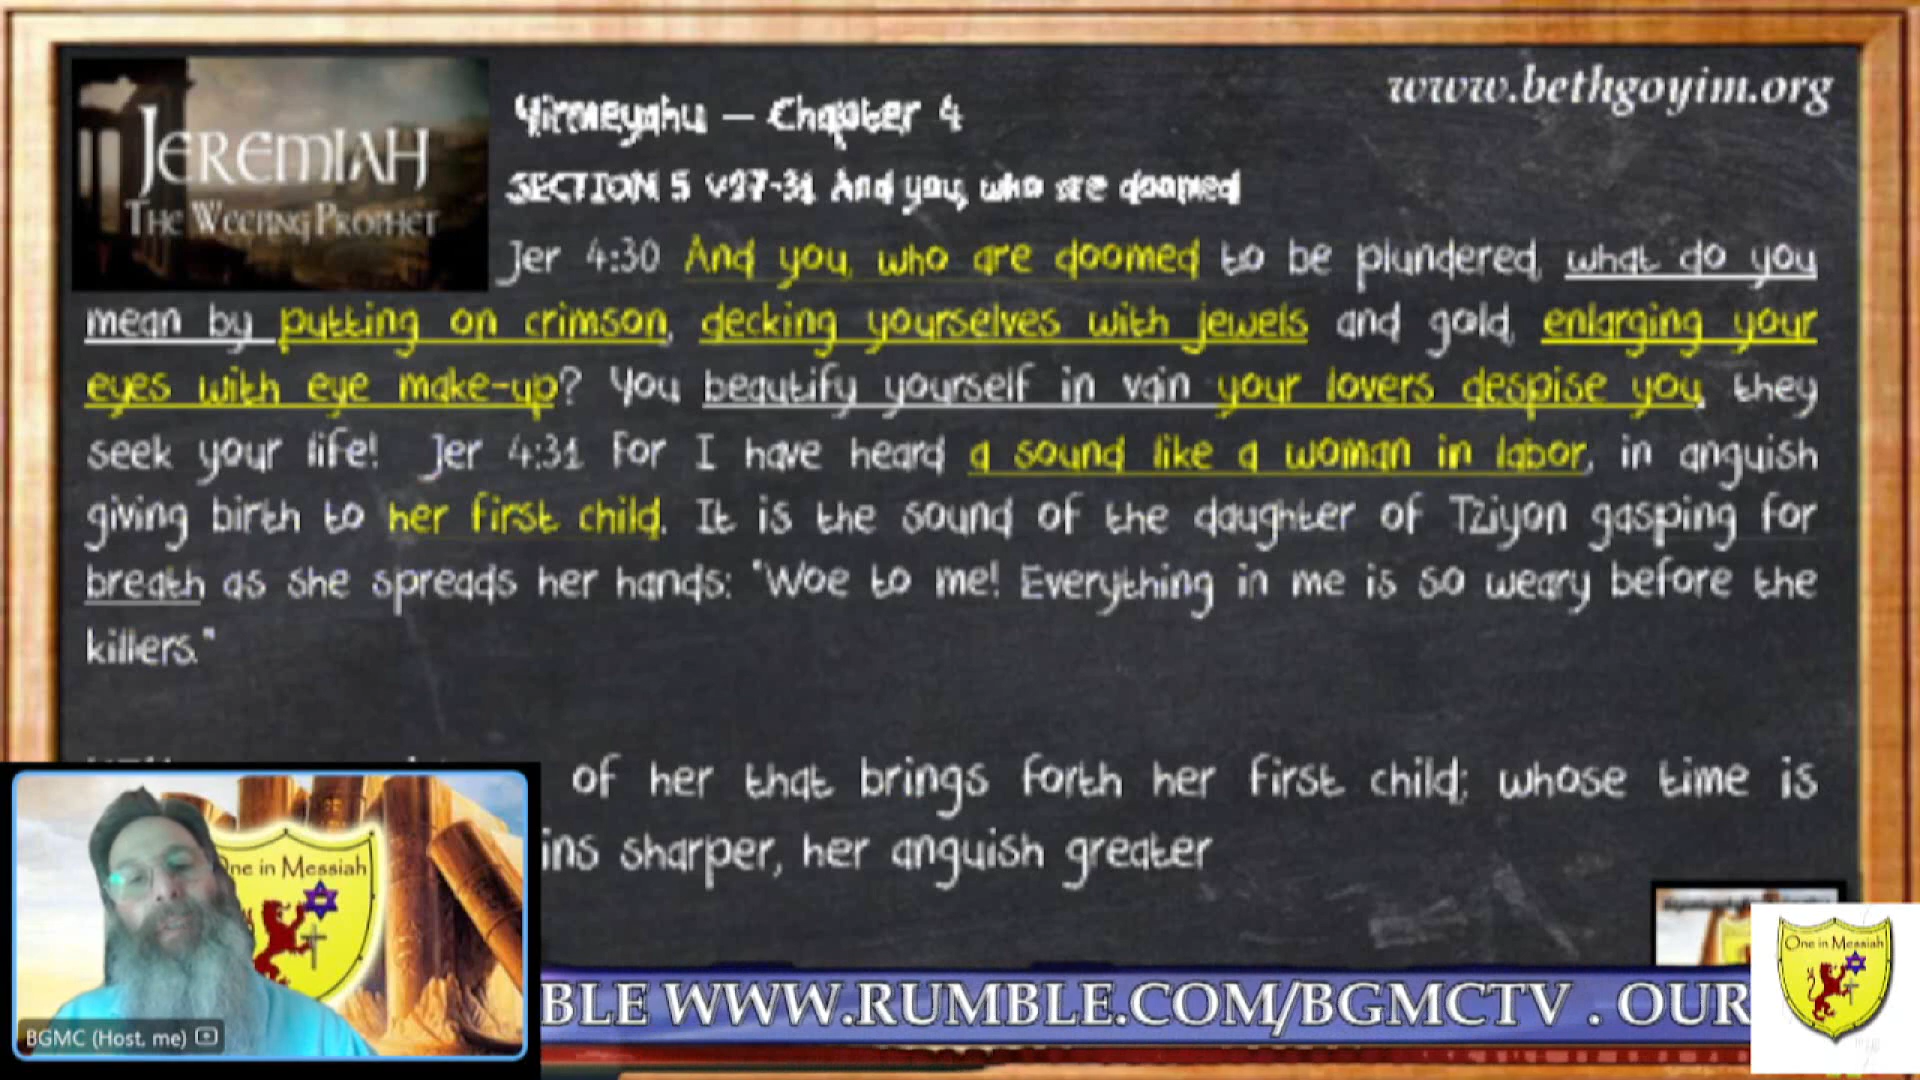 www.bethgoyim.org
JEREMIAH
THE WEEPING PROPHET
Yirmeyahu – Chapter 4
SECTION 5 v27-31 And you, who are doomed
Jer 4:30 And you, who are doomed to be plundered, what do you
mean by putting on crimson, decking yourselves with jewels and gold, enlarging your
eyes with eye make-up? You beautify yourself in vain your lovers despise you, they
seek your life! Jer 4:31 For I have heard a sound like a woman in labor, in anguish
giving birth to her first child. It is the sound of the daughter of Tziyon gasping for
breath as she spreads her hands: "Woe to me! Everything in me is so weary before the
killers."
of her that brings forth her first child; whose time is
ins sharper, her anguish greater
One in Messiah
BGMC (Host, me)
BLE WWW.RUMBLE.COM/BGMCTV . OUR
One in Messiah